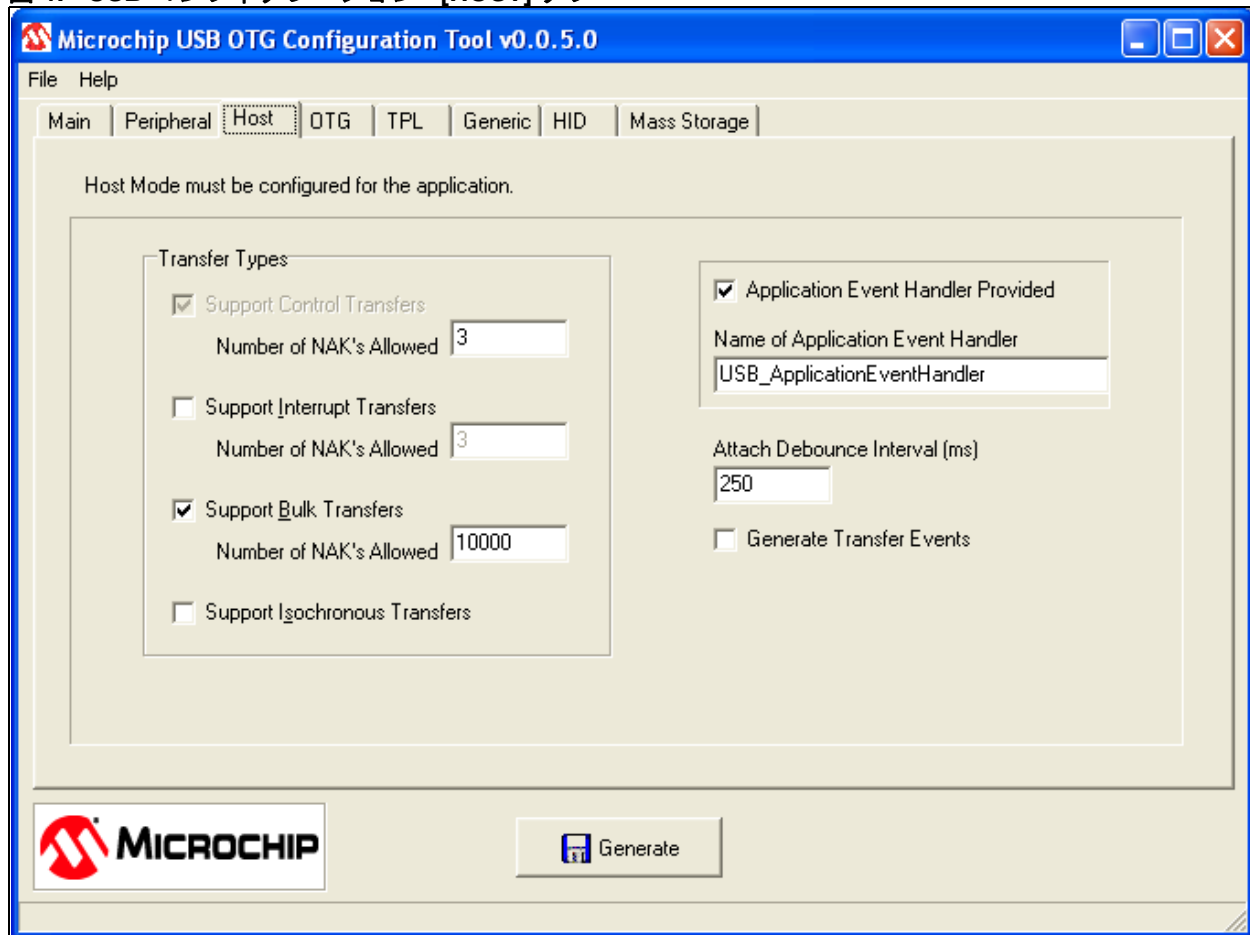 Microchip USB OTG Configuration Tool v0.0.5.0
File Help
Main Peripheral Host OTG TPL Generic HID Mass Storage
Host Mode must be configured for the application.
Transfer Types
Support Control Transfers
Number of NAK's Allowed 3
Support Interrupt Transfers
Number of NAK's Allowed 3
Support Bulk Transfers
Number of NAK's Allowed 10000
Support Isochronous Transfers
Application Event Handler Provided
Name of Application Event Handler
USB_ApplicationEventHandler
Attach Debounce Interval (ms)
250
Generate Transfer Events
MICROCHIP
Generate